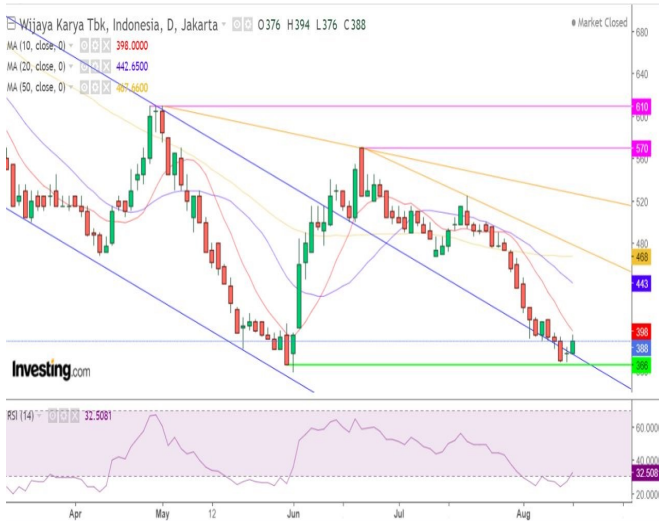 Wijaya Karya Tbk, Indonesia, D, Jakarta O376 H394 L376 C388
Market Closed
MA (10, close, 0) 398.0000
MA (20, close, 0) 442.6500
MA (50, close, 0) 467.6600
680
640
610
600
570
560
520
480
468
443
398
388
366
Investing.com
RSI (14) 32.5081
60.0000
40.0000
32.508
20.0000
Apr May 12 Jun Jul Aug